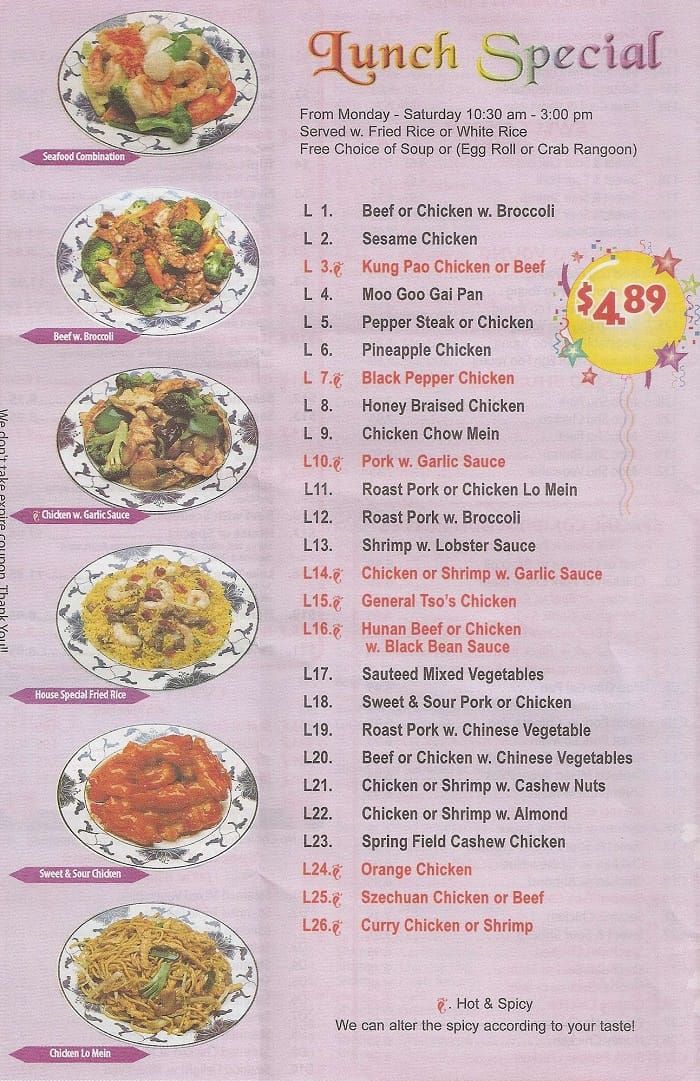 Lunch Special
From Monday - Saturday 10:30 am - 3:00 pm
Served w. Fried Rice or White Rice
Free Choice of Soup or (Egg Roll or Crab Rangoon)
L 1. Beef or Chicken w. Broccoli
L 2. Sesame Chicken
L 3. Kung Pao Chicken or Beef
L 4. Moo Goo Gai Pan
L 5. Pepper Steak or Chicken
L 6. Pineapple Chicken
L 7. Black Pepper Chicken
L 8. Honey Braised Chicken
L 9. Chicken Chow Mein
L10. Pork w. Garlic Sauce
L11. Roast Pork or Chicken Lo Mein
L12. Roast Pork w. Broccoli
L13. Shrimp w. Lobster Sauce
L14. Chicken or Shrimp w. Garlic Sauce
L15. General Tso's Chicken
L16. Hunan Beef or Chicken
w. Black Bean Sauce
L17. Sauteed Mixed Vegetables
L18. Sweet & Sour Pork or Chicken
L19. Roast Pork w. Chinese Vegetable
L20. Beef or Chicken w. Chinese Vegetables
L21. Chicken or Shrimp w. Cashew Nuts
L22. Chicken or Shrimp w. Almond
L23. Spring Field Cashew Chicken
L24. Orange Chicken
L25. Szechuan Chicken or Beef
L26. Curry Chicken or Shrimp
$4.89
. Hot & Spicy
We can alter the spicy according to your taste!
Seafood Combination
Beef w. Broccoli
Chicken w. Garlic Sauce
House Special Fried Rice
Sweet & Sour Chicken
Chicken Lo Mein
We don't take expire coupon. Thank You!!